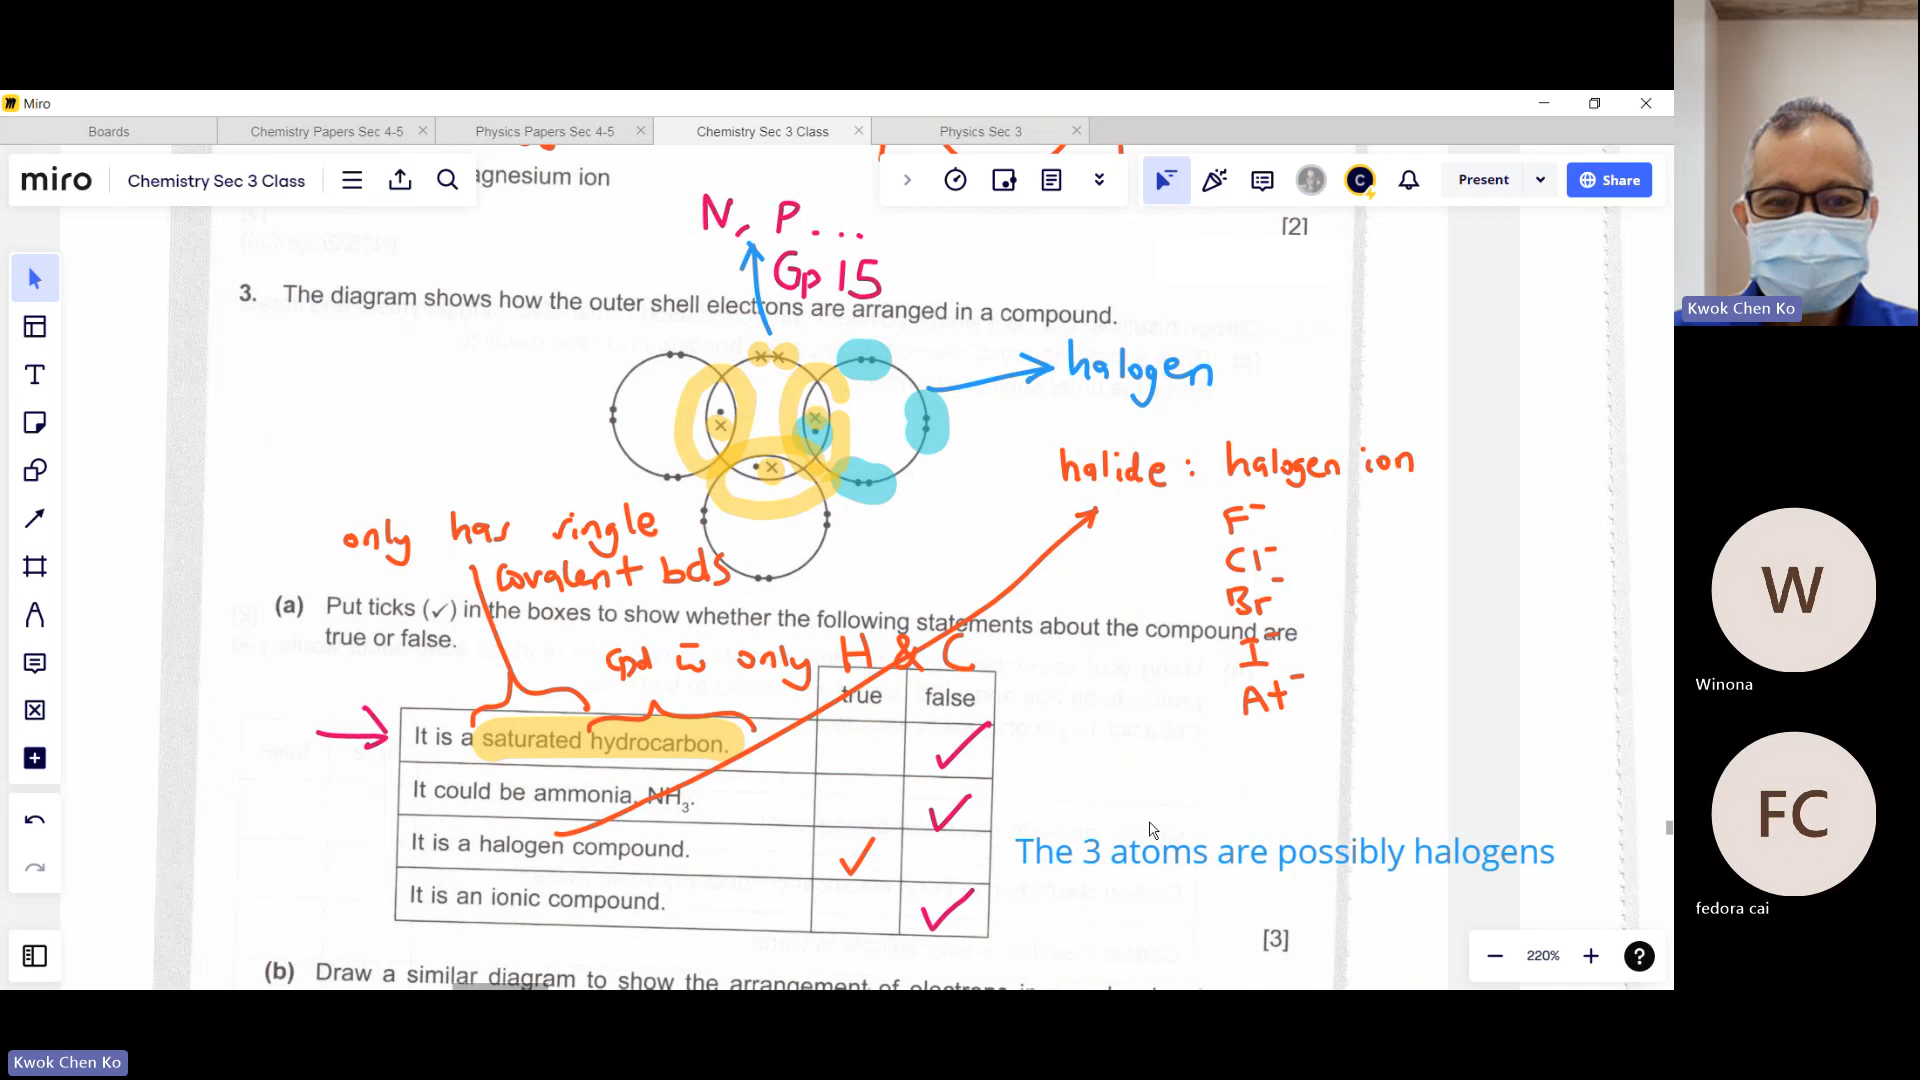 Miro
Boards
Chemistry Papers Sec 4-5
Physics Papers Sec 4-5
Chemistry Sec 3 Class
Physics Sec 3
miro
Chemistry Sec 3 Class
Present
Share
agnesium ion
[2]
N, P...
Gp 15
3. The diagram shows how the outer shell electrons are arranged in a compound.
halogen
halide : halogen ion
F-
Cl-
Br-
I-
At-
only has single
covalent bds
(a) Put ticks (✓) in the boxes to show whether the following statements about the compound are
true or false.
cpd w only H & C
true false
It is a saturated hydrocarbon.
It could be ammonia, NH₃.
It is a halogen compound.
It is an ionic compound.
The 3 atoms are possibly halogens
[3]
(b) Draw a similar diagram to show the arrangement of electrons in
220%
Kwok Chen Ko
W
Winona
FC
fedora cai
Kwok Chen Ko